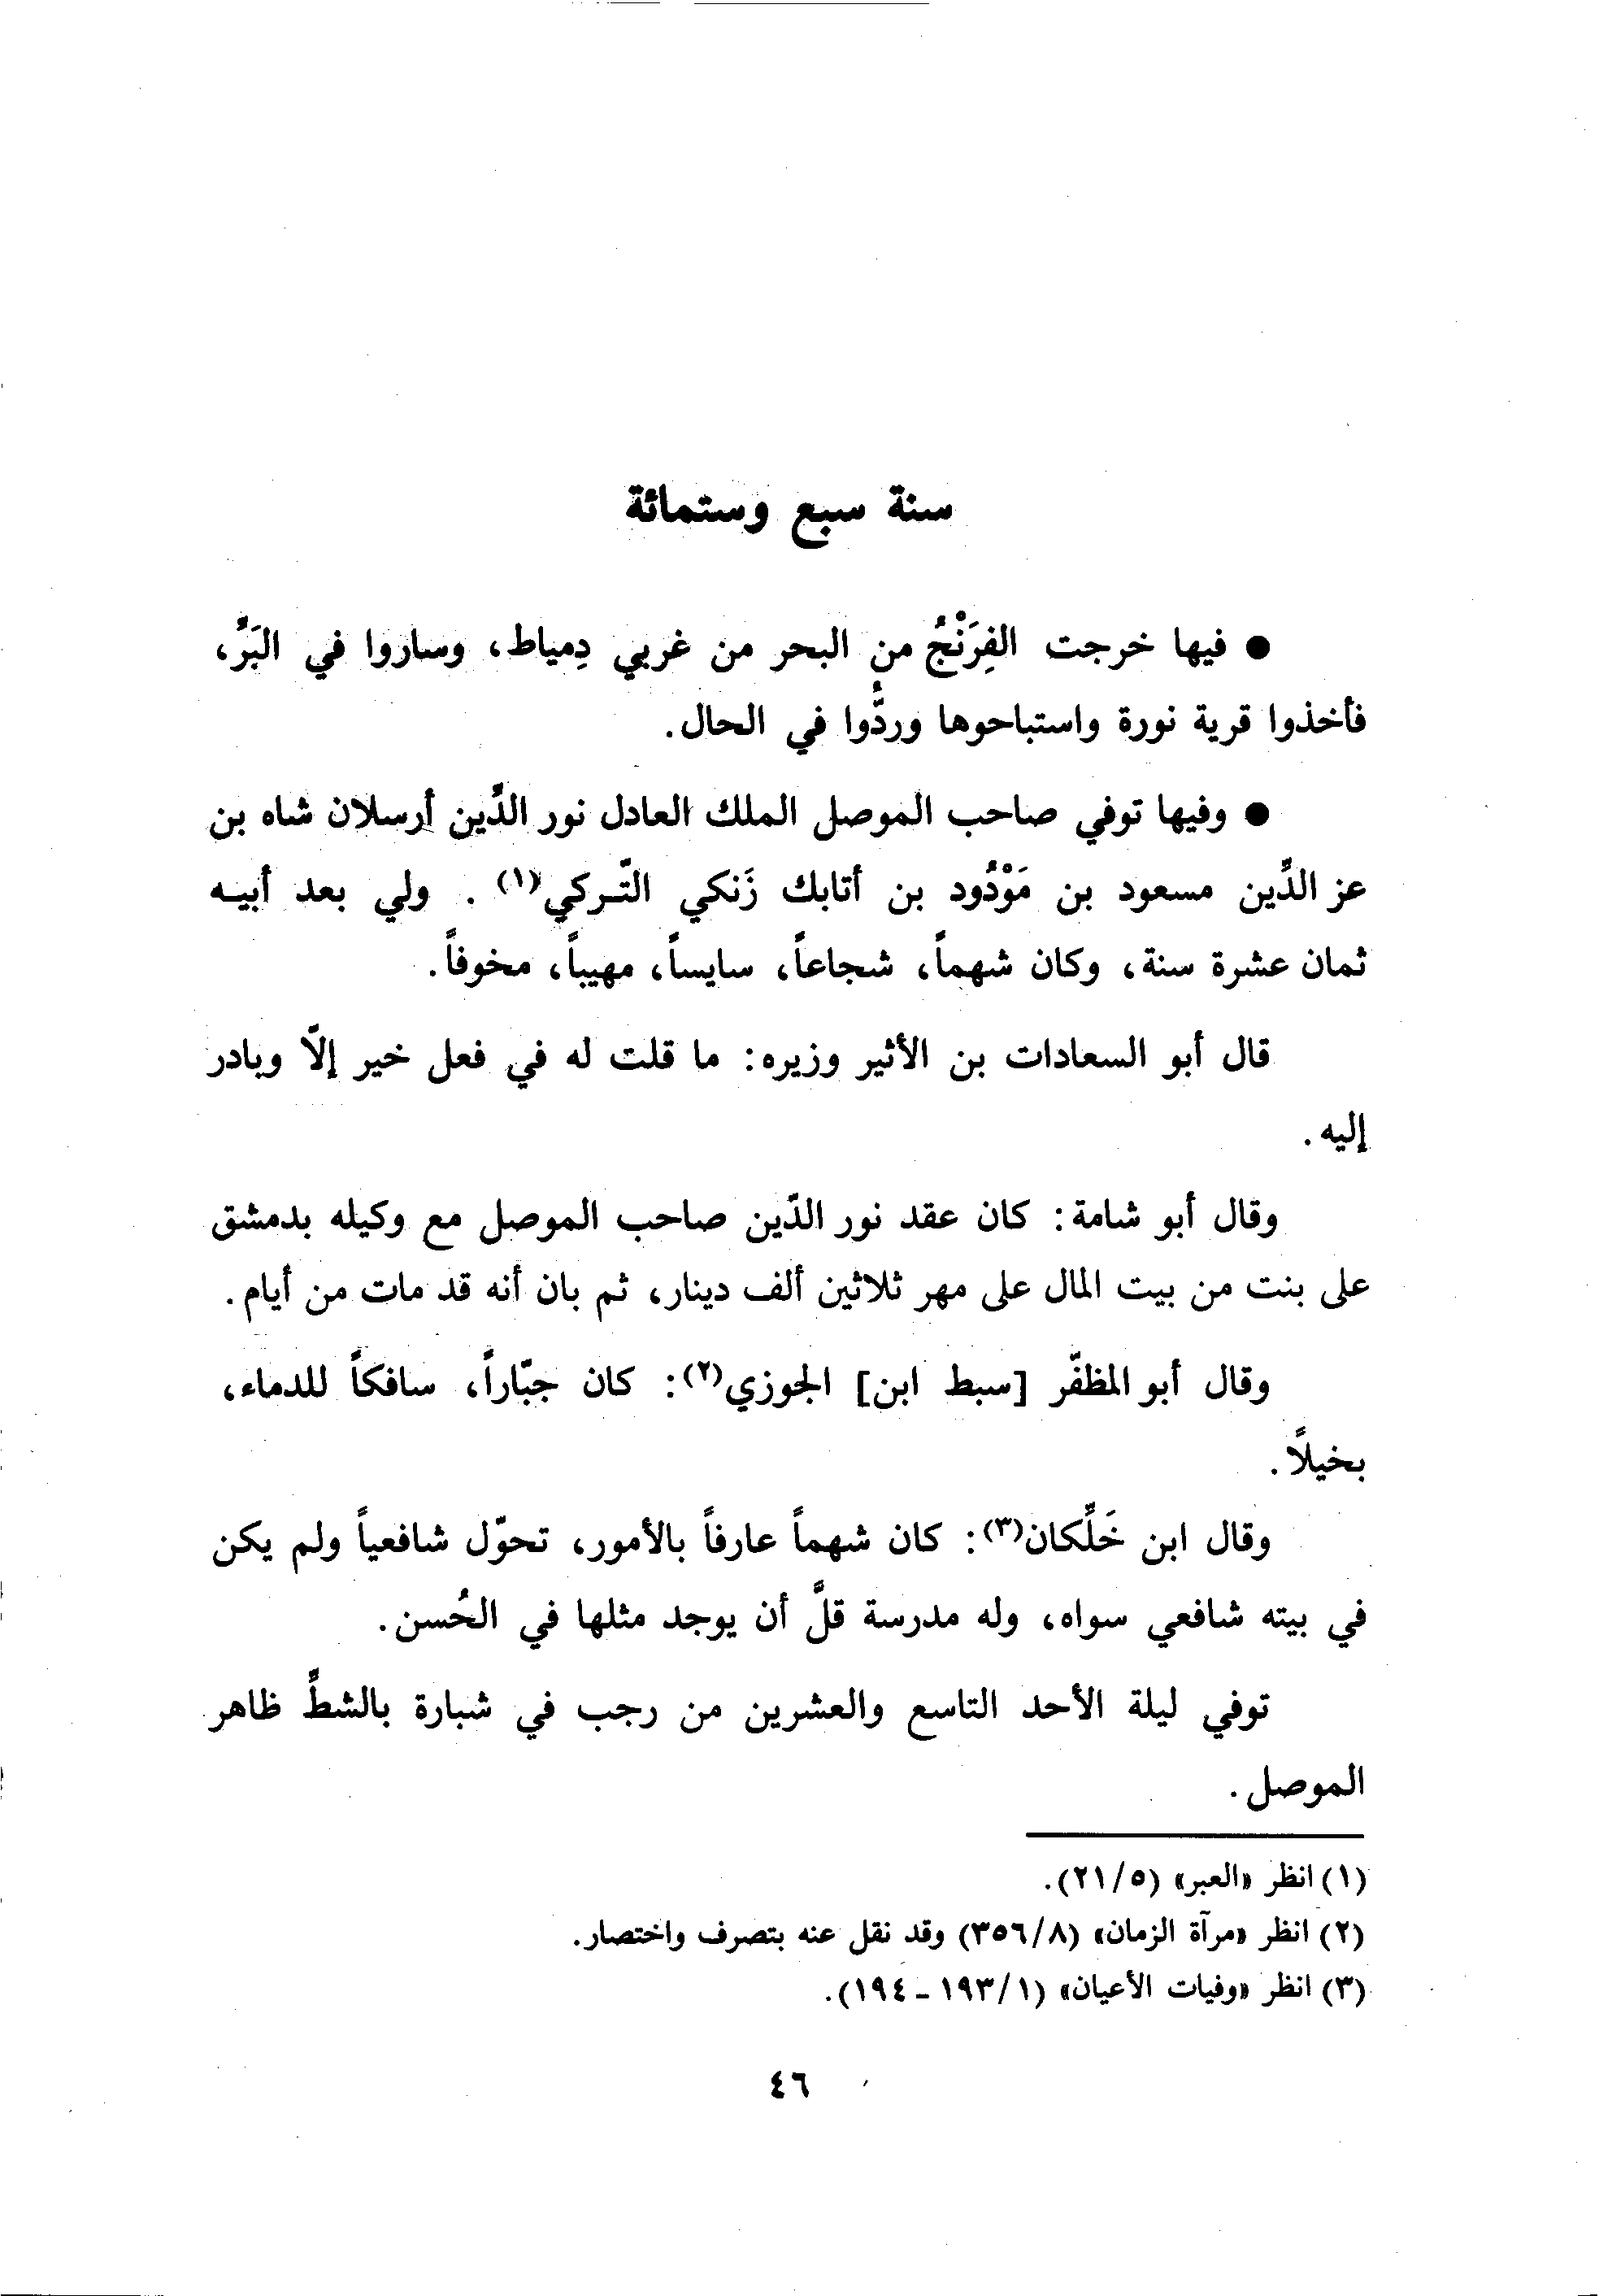 سنة سبع وستمائة
● فيها خرجت الفِرَنْجُ من البحر من غربي دِمياط، وساروا في البَرِّ،
فأخذوا قرية نورة واستباحوها وردُّوا في الحال.
● وفيها توفي صاحب الموصل الملك العادل نور الدِّين أرسلان شاه بن
عز الدِّين مسعود بن مَوْدُود بن أتابك زَنكي التّركي(١). ولي بعد أبيه
ثمان عشرة سنة، وكان شهماً، شجاعاً، سايساً، مهيباً، مخوفاً.
قال أبو السعادات بن الأثير وزيره: ما قلت له في فعل خير إلّا وبادر
إليه.
وقال أبو شامة: كان عقد نور الدّين صاحب الموصل مع وكيله بدمشق
على بنت من بيت المال على مهر ثلاثين ألف دينار، ثم بان أنه قد مات من أيام.
وقال أبو المظفّر [سبط ابن] الجوزي(٢): كان جبّاراً، سافكاً للدماء،
بخيلاً.
وقال ابن خَلِّكان(٣): كان شهماً عارفاً بالأمور، تحوّل شافعياً ولم يكن
في بيته شافعي سواه، وله مدرسة قلَّ أن يوجد مثلها في الحُسن.
توفي ليلة الأحد التاسع والعشرين من رجب في شبارة بالشطِّ ظاهر
الموصل.
(١) انظر «العبر» (٢١/٥).
(٢) انظر «مرآة الزمان» (٣٥٦/٨) وقد نقل عنه بتصرف واختصار.
(٣) انظر «وفيات الأعيان» (١٩٣/١ - ١٩٤).
٤٦